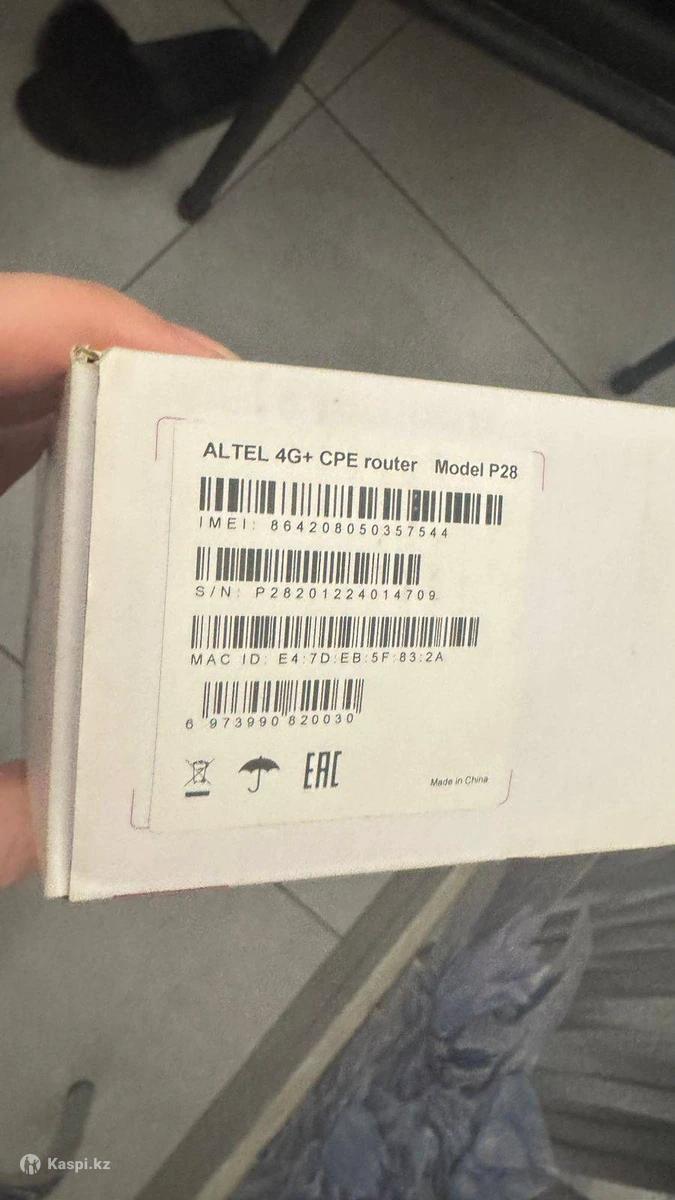 ALTEL 4G+ CPE router Model P28
IMEI: 864208050357544
S/N: P28201224014709
MAC ID: E4:7D:EB:5F:83:2A
6 973990 820030
EAC
Made in China
Kaspi.kz